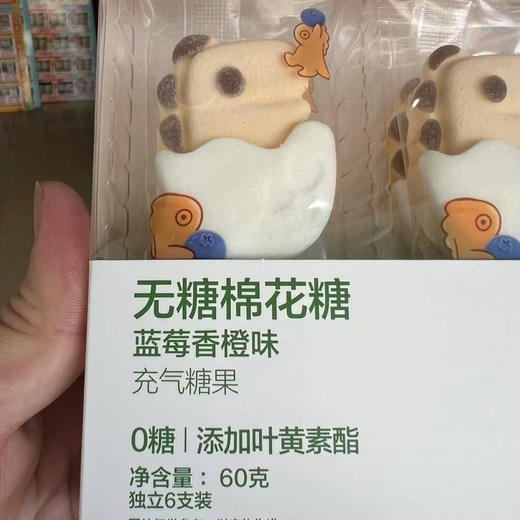 无糖棉花糖
蓝莓香橙味
充气糖果
0糖 | 添加叶黄素酯
净含量：60克
独立6支装